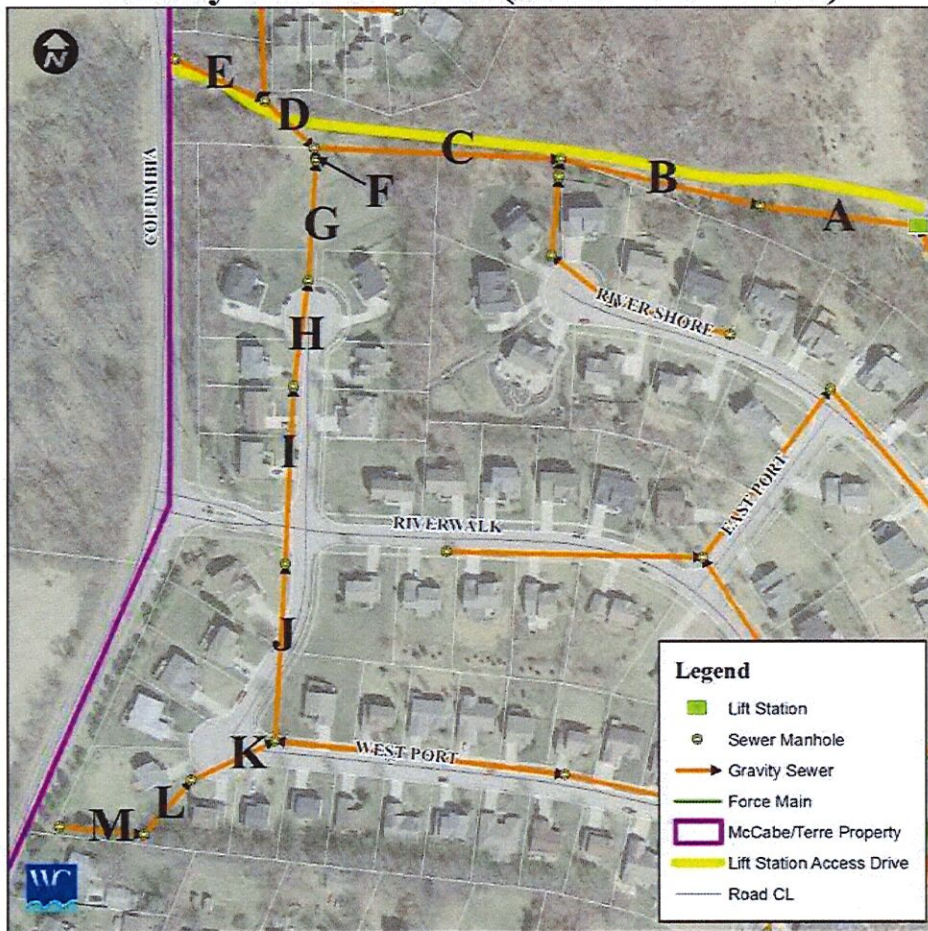 N
E
D
C
B
A
F
G
COLUMBIA
H
RIVER SHORE
I
EAST PORT
RIVERWALK
J
K
WEST PORT
L
M
WC
Legend
Lift Station
Sewer Manhole
Gravity Sewer
Force Main
McCabe/Terre Property
Lift Station Access Drive
Road CL